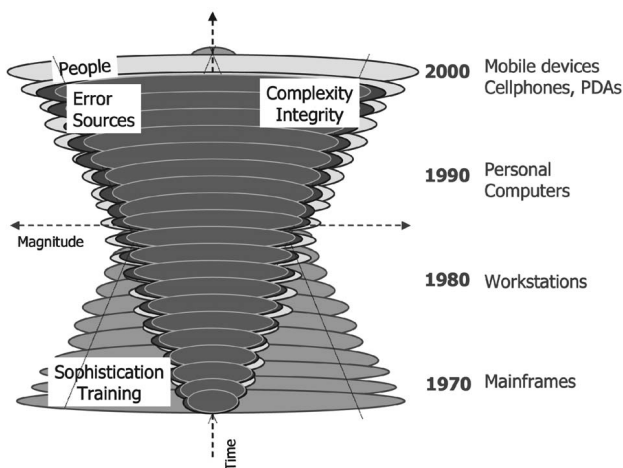 People
Error
Sources
Complexity
Integrity
2000 Mobile devices
Cellphones, PDAs
1990 Personal
Computers
Magnitude
1980 Workstations
Sophistication
Training
1970 Mainframes
Time